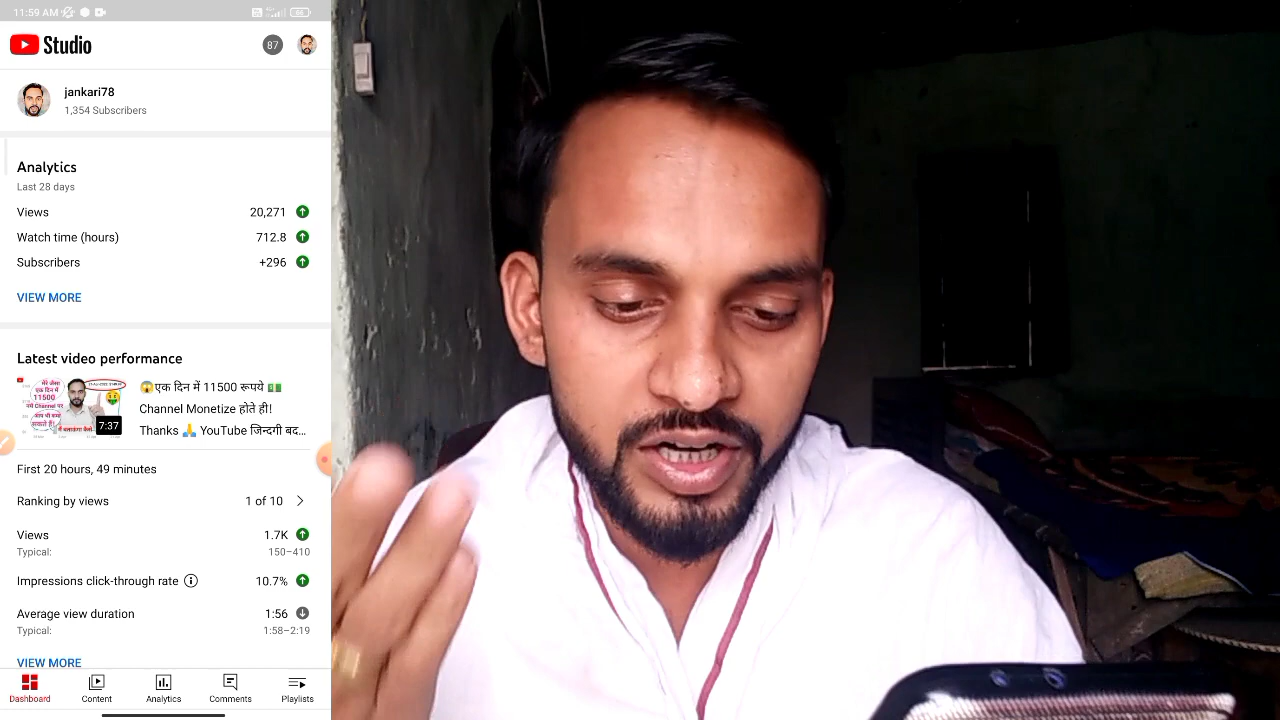 11:59 AM
86
Studio
87
jankari78
1,354 Subscribers
Analytics
Last 28 days
Views 20,271
Watch time (hours) 712.8
Subscribers +296
VIEW MORE
Latest video performance
😱एक दिन में 11500 रूपये 💵
Channel Monetize होते ही!
Thanks 🙏 YouTube जिन्दगी बद...
एक दिन में
11500
7:37
First 20 hours, 49 minutes
Ranking by views 1 of 10
Views 1.7K
Typical: 150–410
Impressions click-through rate 10.7%
Average view duration 1:56
Typical: 1:58–2:19
VIEW MORE
Dashboard Content Analytics Comments Playlists